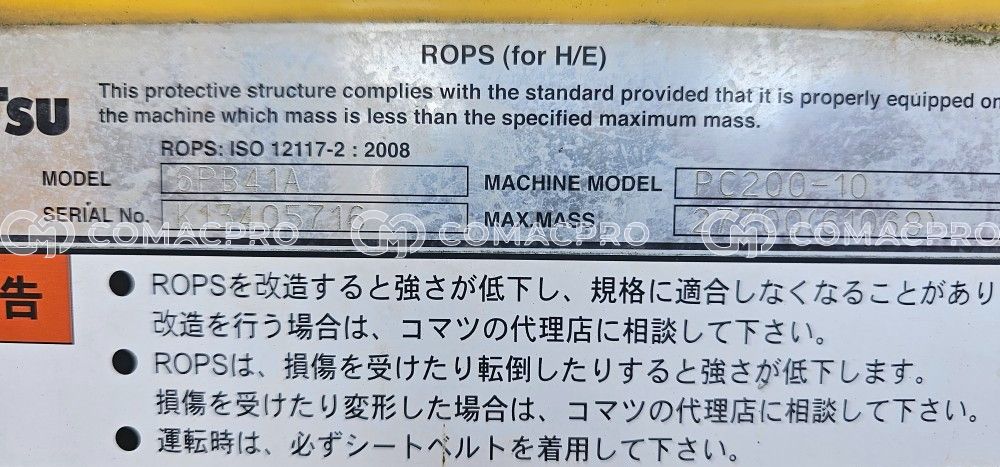 ROPS (for H/E)
This protective structure complies with the standard provided that it is properly equipped on
the machine which mass is less than the specified maximum mass.
TSU
ROPS: ISO 12117-2 : 2008
MODEL 6PB41A MACHINE MODEL PC200-10
SERIAL No. K13405716 MAX.MASS
COMACPRO COMACPRO COMACPRO COMACPRO
告
● ROPSを改造すると強さが低下し、規格に適合しなくなることがあり
改造を行う場合は、コマツの代理店に相談して下さい。
● ROPSは、損傷を受けたり転倒したりすると強さが低下します。
損傷を受けたり変形した場合は、コマツの代理店に相談して下さい。
● 運転時は、必ずシートベルトを着用して下さい。